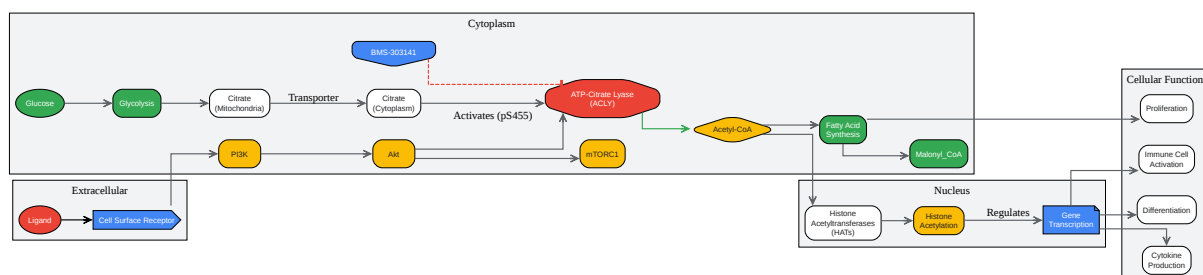 Cytoplasm
BMS-303141
Glucose
Glycolysis
Citrate
(Mitochondria)
Transporter
Citrate
(Cytoplasm)
Activates (pS455)
ATP-Citrate Lyase
(ACLY)
Acetyl-CoA
Fatty Acid
Synthesis
Malonyl_CoA
PI3K
Akt
mTORC1
Extracellular
Ligand
Cell Surface Receptor
Nucleus
Histone
Acetyltransferases
(HATs)
Histone
Acetylation
Regulates
Gene
Transcription
Cellular Function
Proliferation
Immune Cell
Activation
Differentiation
Cytokine
Production